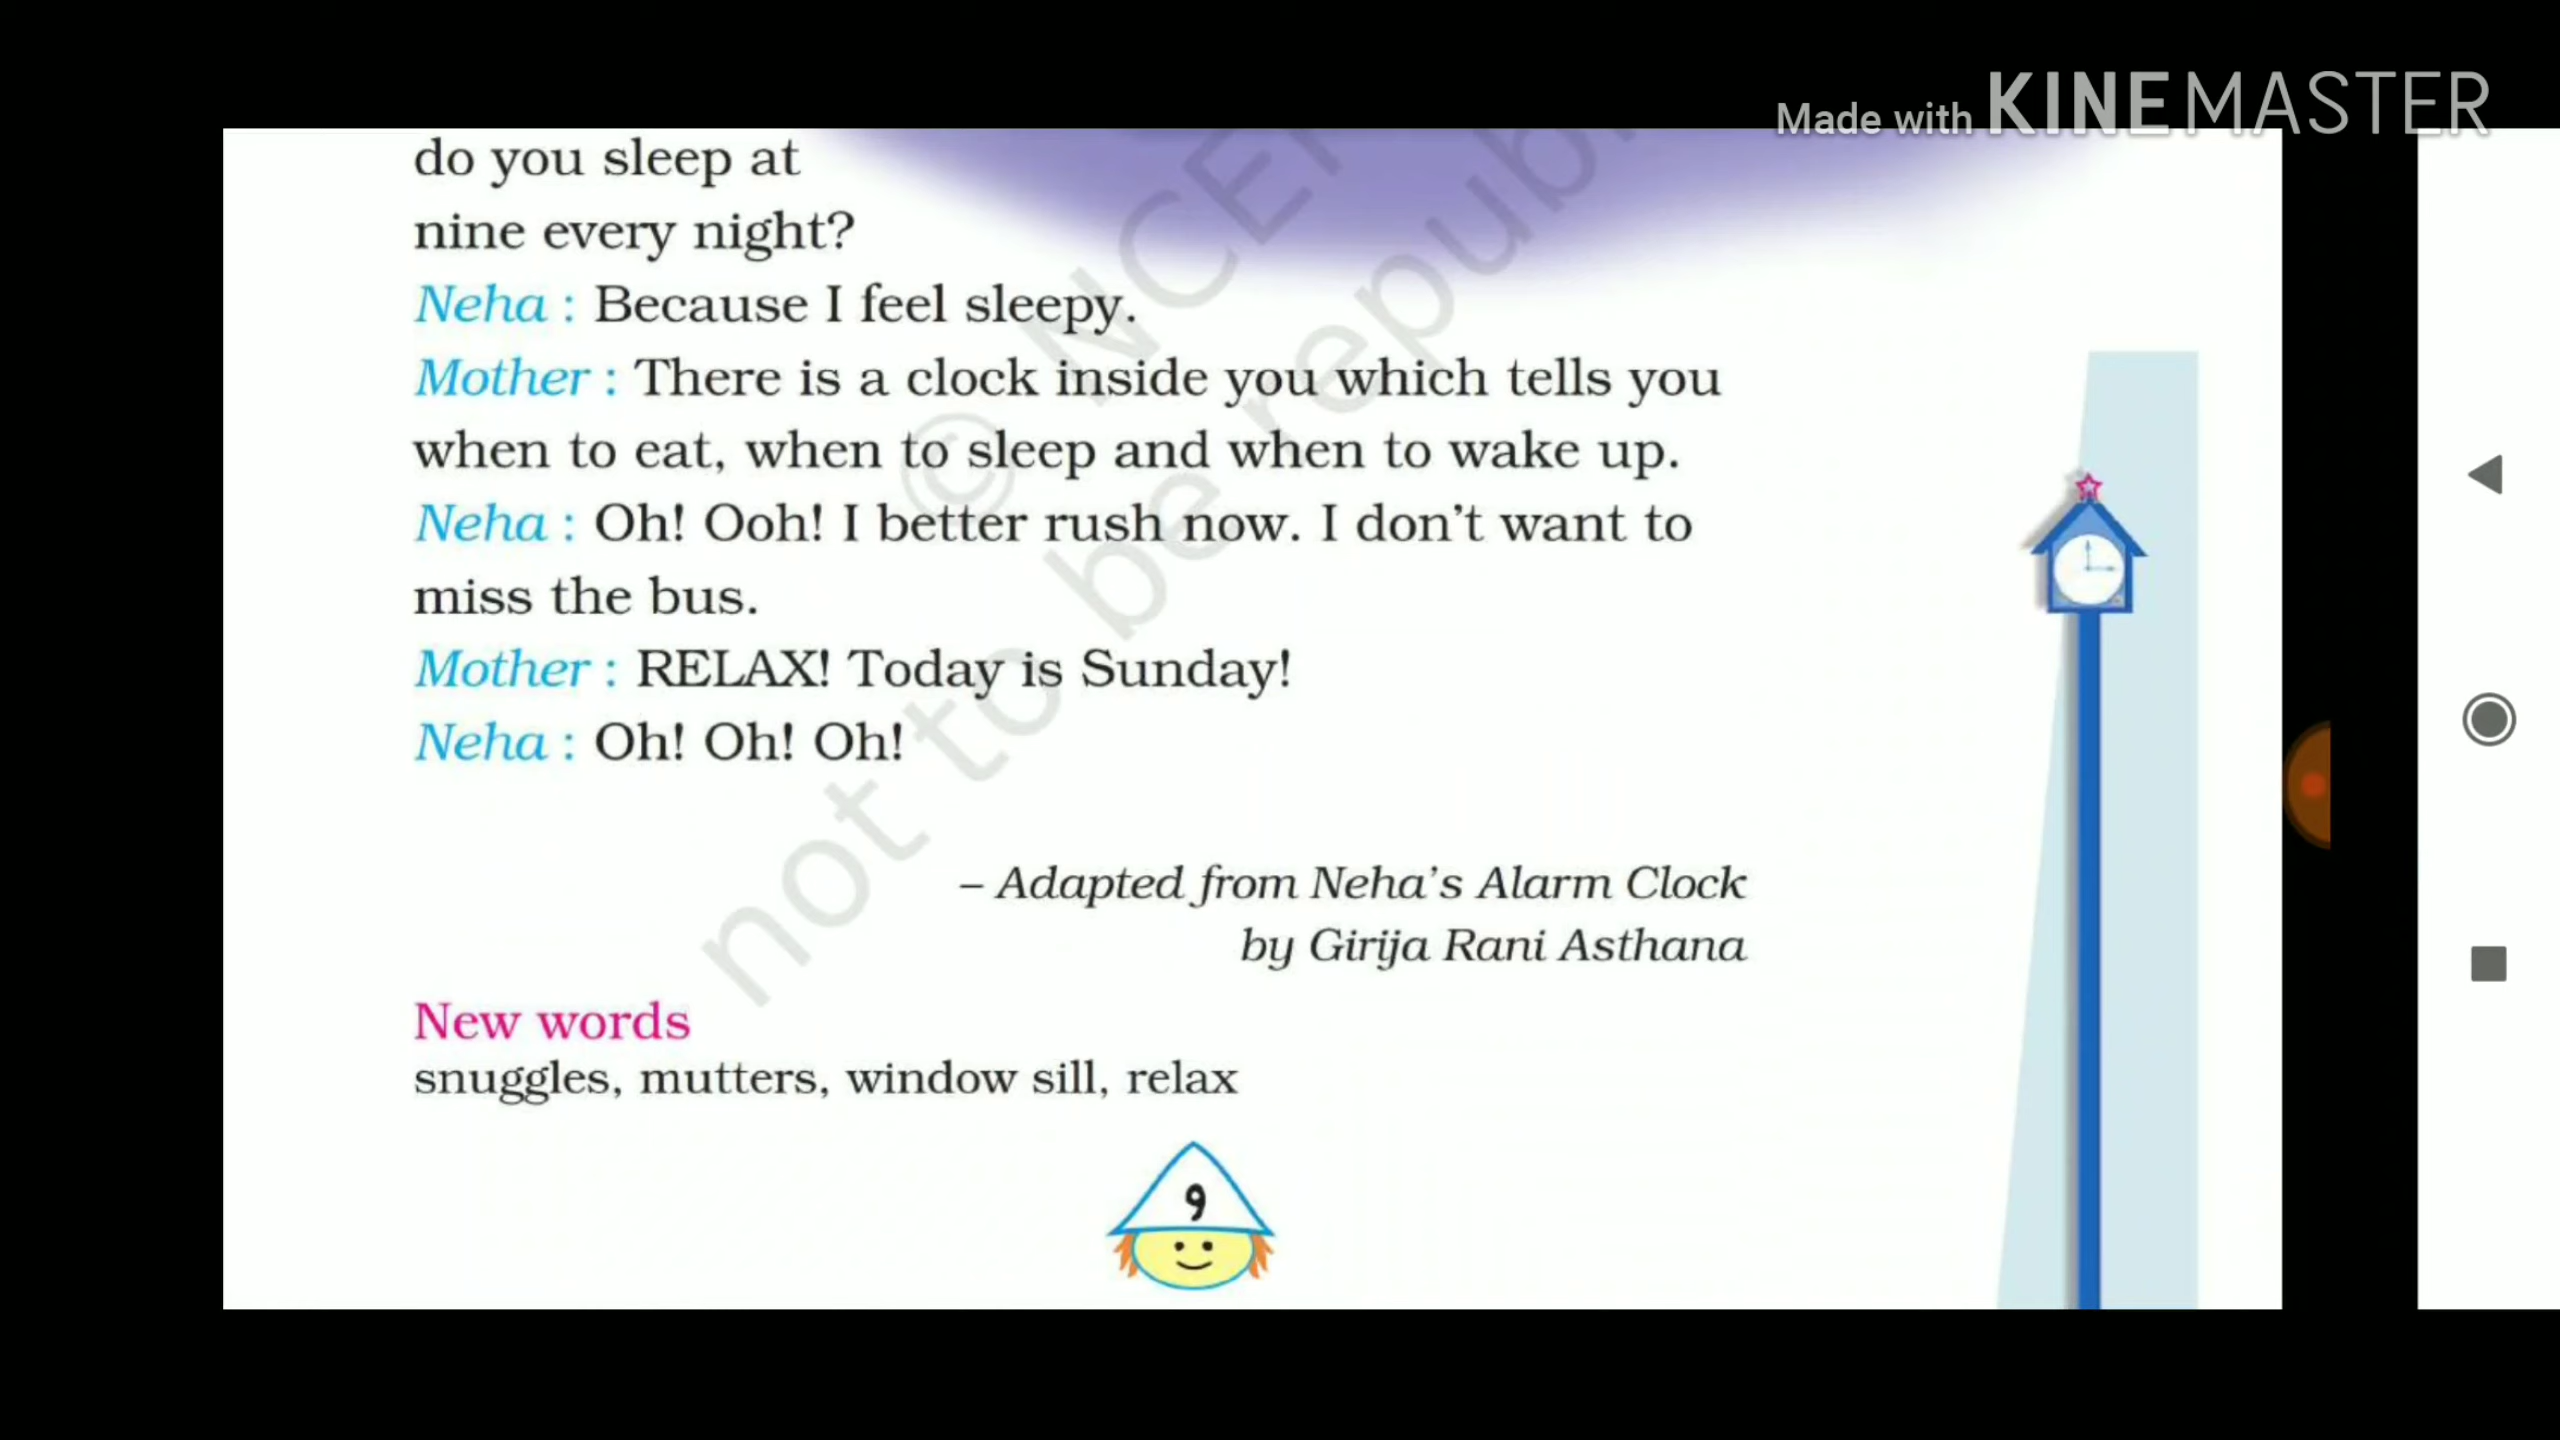 Made with KINEMASTER
do you sleep at
nine every night?
Neha : Because I feel sleepy.
Mother : There is a clock inside you which tells you
when to eat, when to sleep and when to wake up.
Neha : Oh! Ooh! I better rush now. I don't want to
miss the bus.
Mother : RELAX! Today is Sunday!
Neha : Oh! Oh! Oh!
– Adapted from Neha's Alarm Clock
by Girija Rani Asthana
New words
snuggles, mutters, window sill, relax
9
not to be